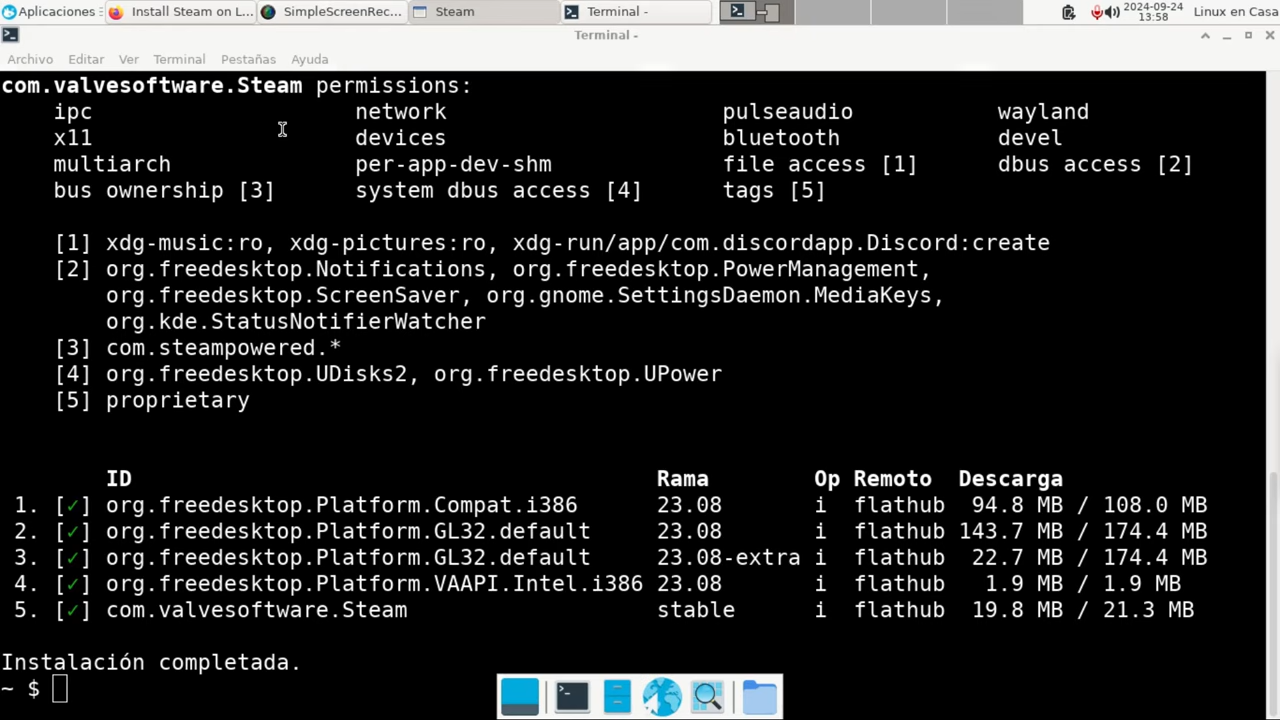 Aplicaciones Install Steam on L... SimpleScreenRec... Steam Terminal - 2024-09-24 13:58 Linux en Casa
Terminal -
Archivo Editar Ver Terminal Pestañas Ayuda
com.valvesoftware.Steam permissions:
ipc network pulseaudio wayland
x11 devices bluetooth devel
multiarch per-app-dev-shm file access [1] dbus access [2]
bus ownership [3] system dbus access [4] tags [5]
[1] xdg-music:ro, xdg-pictures:ro, xdg-run/app/com.discordapp.Discord:create
[2] org.freedesktop.Notifications, org.freedesktop.PowerManagement,
org.freedesktop.ScreenSaver, org.gnome.SettingsDaemon.MediaKeys,
org.kde.StatusNotifierWatcher
[3] com.steampowered.*
[4] org.freedesktop.UDisks2, org.freedesktop.UPower
[5] proprietary
ID Rama Op Remoto Descarga
1. [✓] org.freedesktop.Platform.Compat.i386 23.08 i flathub 94.8 MB / 108.0 MB
2. [✓] org.freedesktop.Platform.GL32.default 23.08 i flathub 143.7 MB / 174.4 MB
3. [✓] org.freedesktop.Platform.GL32.default 23.08-extra i flathub 22.7 MB / 174.4 MB
4. [✓] org.freedesktop.Platform.VAAPI.Intel.i386 23.08 i flathub 1.9 MB / 1.9 MB
5. [✓] com.valvesoftware.Steam stable i flathub 19.8 MB / 21.3 MB
Instalación completada.
~ $